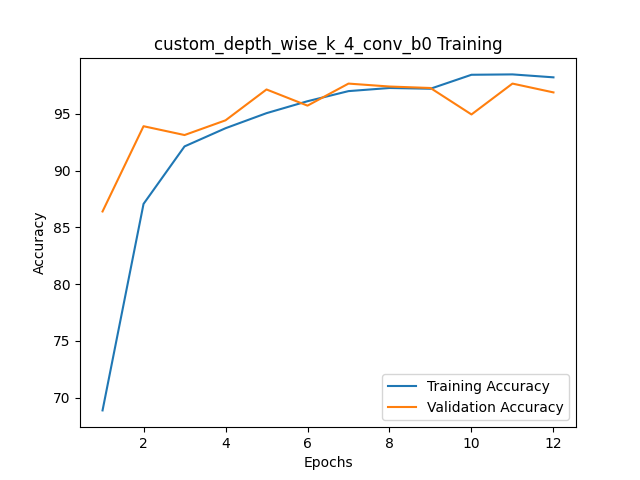 custom_depth_wise_k_4_conv_b0 Training
Accuracy
95
90
85
80
75
70
2 4 6 8 10 12
Epochs
Training Accuracy
Validation Accuracy